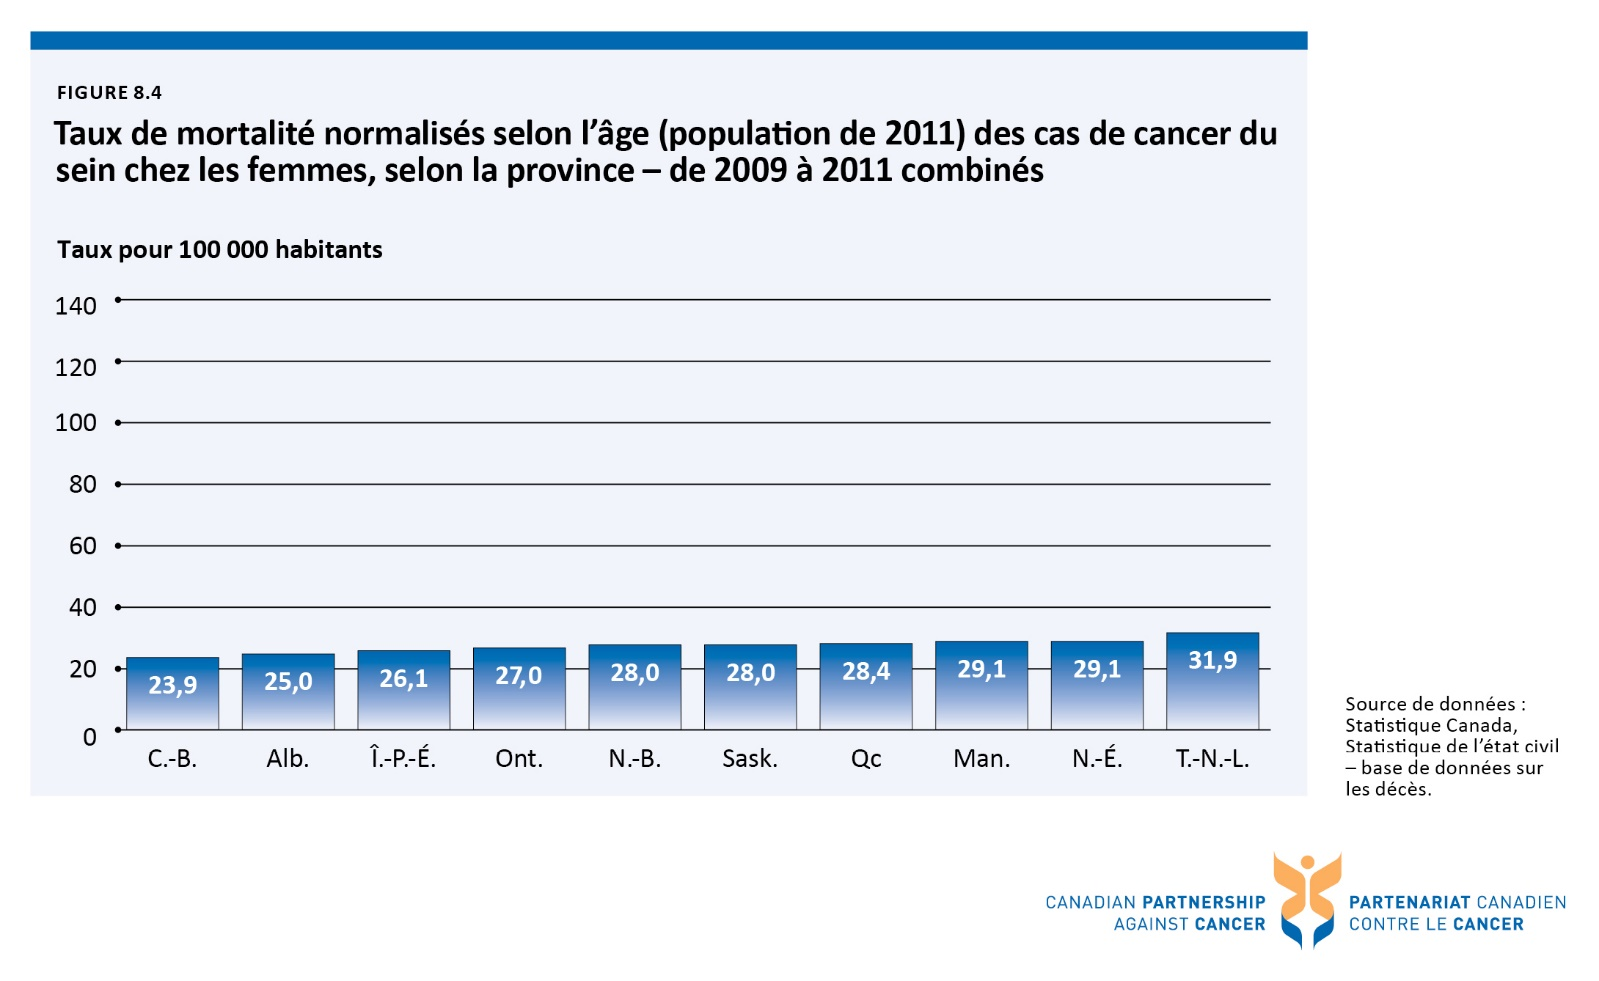 FIGURE 8.4
Taux de mortalité normalisés selon l’âge (population de 2011) des cas de cancer du
sein chez les femmes, selon la province – de 2009 à 2011 combinés
Taux pour 100 000 habitants
140
120
100
80
60
40
20
0
23,9
25,0
26,1
27,0
28,0
28,0
28,4
29,1
29,1
31,9
C.-B.
Alb.
Î.-P.-É.
Ont.
N.-B.
Sask.
Qc
Man.
N.-É.
T.-N.-L.
Source de données :
Statistique Canada,
Statistique de l’état civil
– base de données sur
les décès.
CANADIAN PARTNERSHIP
AGAINST CANCER
PARTENARIAT CANADIEN
CONTRE LE CANCER